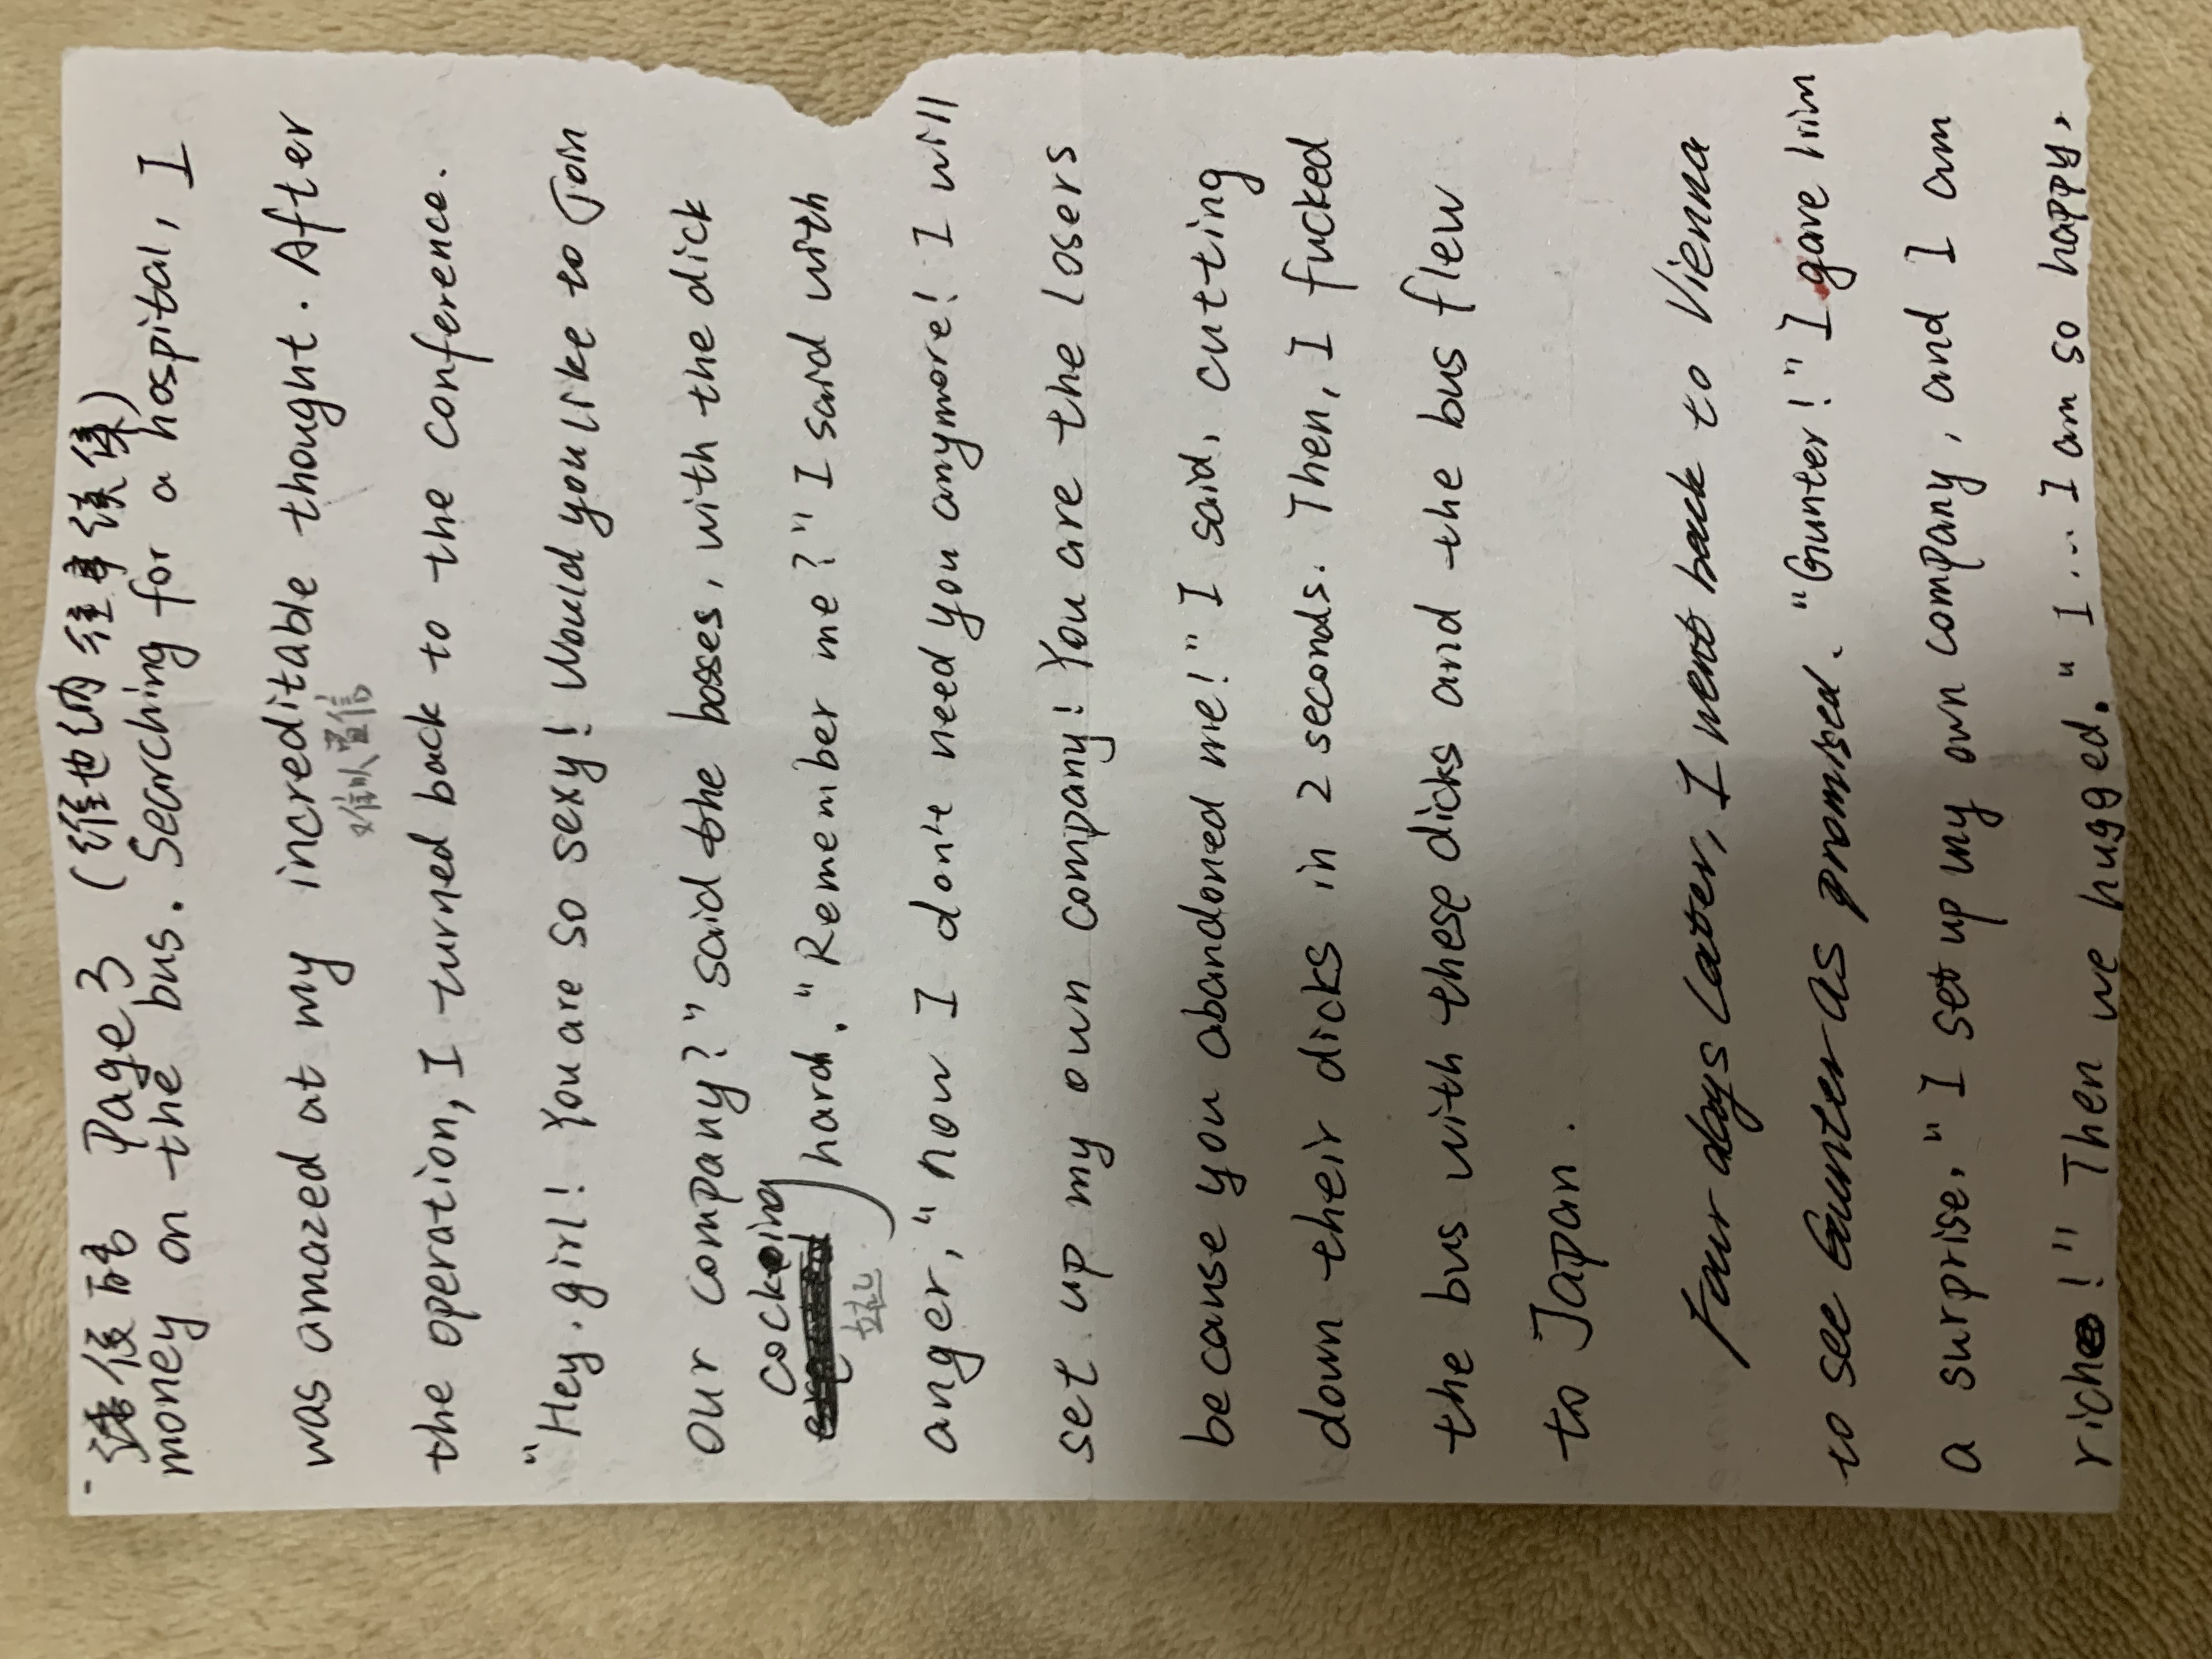 Page 3 (维也纳往事续集)
money on the bus. Searching for a hospital, I
was amazed at my increditable thought. After
难以置信
the operation, I turned back to the conference.
"Hey, girl! You are so sexy! Would you like to Join
our company?" said the bosses, with the dick
cocking
hard. "Remember me?" I said with
anger, "now I don't need you anymore! I will
set up my own company! You are the losers
because you abandoned me!" I said, cutting
down their dicks in 2 seconds. Then, I fucked
the bus with these dicks and the bus flew
to Japan.
Four days later, I went back to Vienna
to see Gunter as promised. "Gunter!" I gave him
a surprise. "I set up my own company, and I am
rich!" Then we hugged. "I... I am so happy,